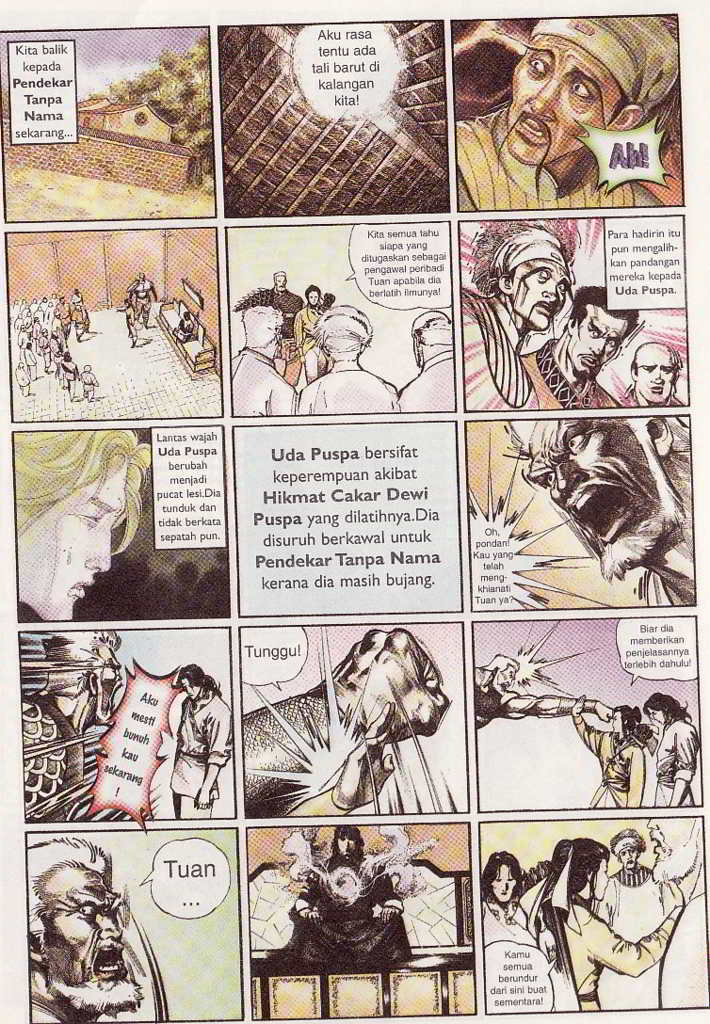 Kita balik
kepada
Pendekar
Tanpa
Nama
sekarang...
Aku rasa
tentu ada
tali barut di
kalangan
kita!
Ah!
Kita semua tahu
siapa yang
ditugaskan sebagai
pengawal peribadi
Tuan apabila dia
berlatih ilmunya!
Para hadirin itu
pun mengalih-
kan pandangan
mereka kepada
Uda Puspa.
Lantas wajah
Uda Puspa
berubah
menjadi
pucat lesi.Dia
tunduk dan
tidak berkata
sepatah pun.
Uda Puspa bersifat
keperempuan akibat
Hikmat Cakar Dewi
Puspa yang dilatihnya.Dia
disuruh berkawal untuk
Pendekar Tanpa Nama
kerana dia masih bujang.
Oh,
pondan!
Kau yang
telah
meng-
khianati
Tuan ya?
Aku
mesti
bunuh
kau
sekarang
!
Tunggu!
Biar dia
memberikan
penjelasannya
terlebih dahulu!
Tuan
...
Kamu
semua
berundur
dari sini buat
sementara!